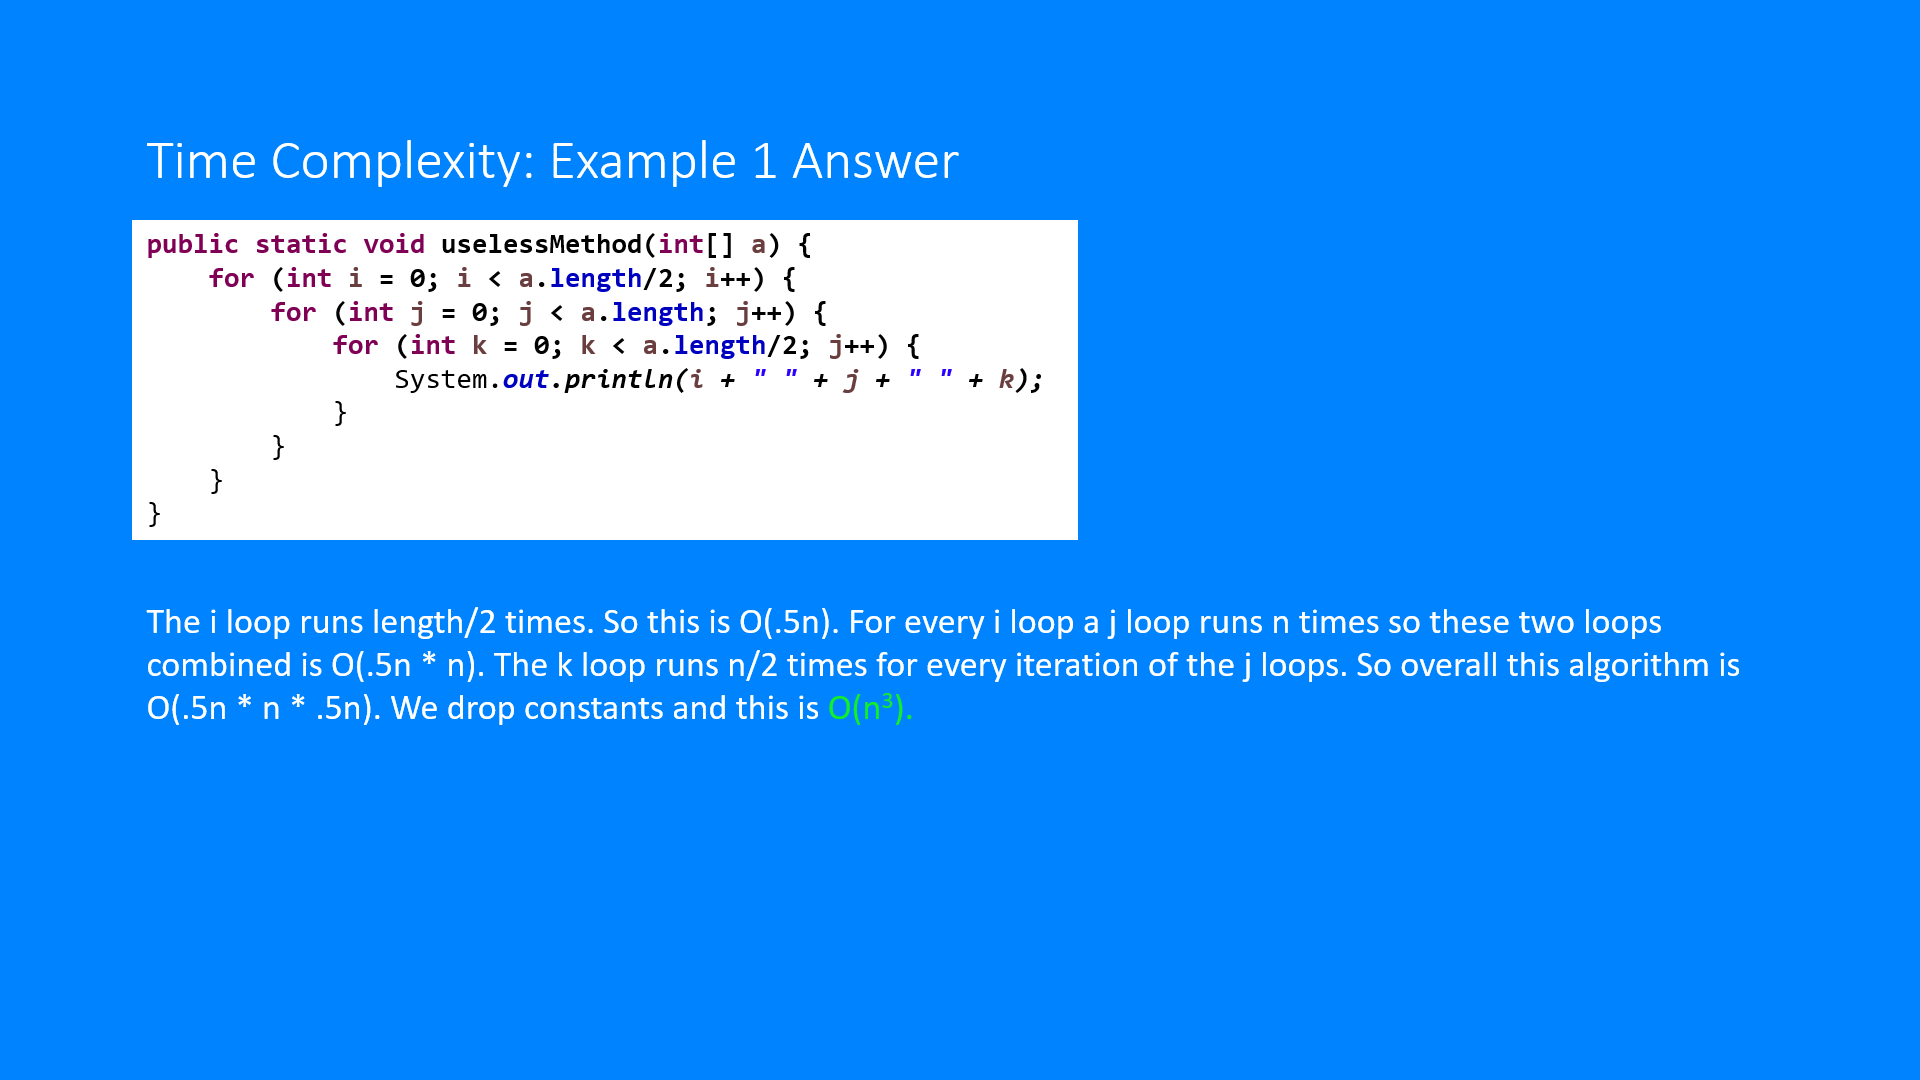 Time Complexity: Example 1 Answer
public static void uselessMethod(int[] a) {
    for (int i = 0; i < a.length/2; i++) {
        for (int j = 0; j < a.length; j++) {
            for (int k = 0; k < a.length/2; j++) {
                System.out.println(i + " " + j + " " + k);
            }
        }
    }
}
The i loop runs length/2 times. So this is O(.5n). For every i loop a j loop runs n times so these two loops
combined is O(.5n * n). The k loop runs n/2 times for every iteration of the j loops. So overall this algorithm is
O(.5n * n * .5n). We drop constants and this is O(n³).